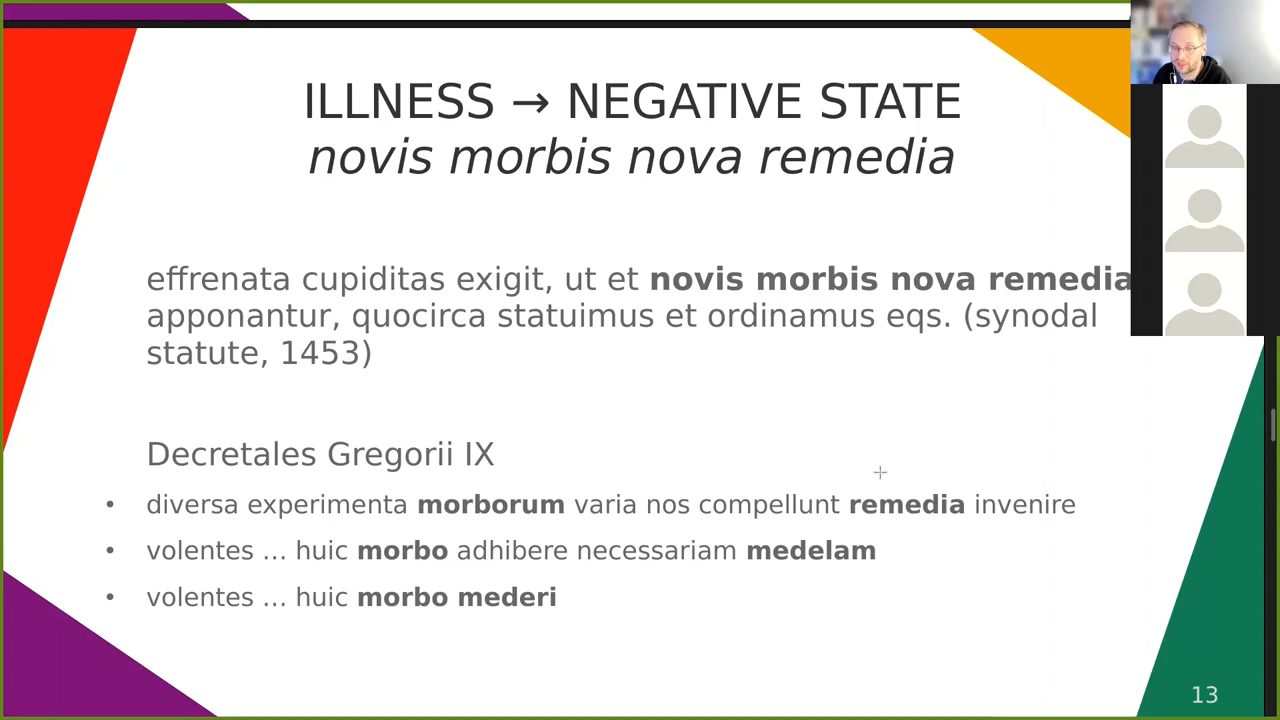 ILLNESS → NEGATIVE STATE
novis morbis nova remedia
effrenata cupiditas exigit, ut et novis morbis nova remedia
apponantur, quocirca statuimus et ordinamus eqs. (synodal
statute, 1453)
Decretales Gregorii IX
• diversa experimenta morborum varia nos compellunt remedia invenire
• volentes … huic morbo adhibere necessariam medelam
• volentes … huic morbo mederi
13